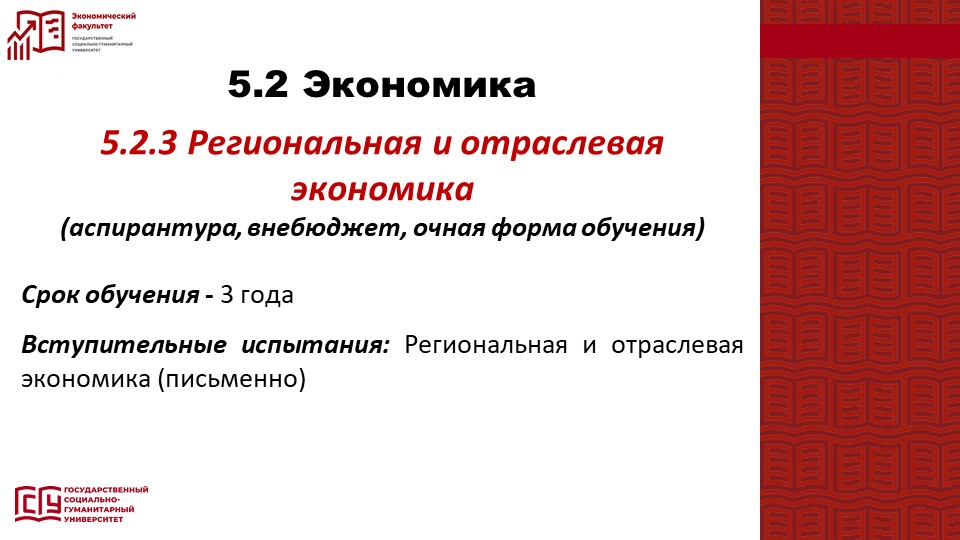 Экономический
факультет
ГОСУДАРСТВЕННЫЙ
СОЦИАЛЬНО-ГУМАНИТАРНЫЙ
УНИВЕРСИТЕТ
5.2 Экономика
5.2.3 Региональная и отраслевая
экономика
(аспирантура, внебюджет, очная форма обучения)
Срок обучения - 3 года
Вступительные испытания: Региональная и отраслевая
экономика (письменно)
ГСГУ
ГОСУДАРСТВЕННЫЙ
СОЦИАЛЬНО-
ГУМАНИТАРНЫЙ
УНИВЕРСИТЕТ